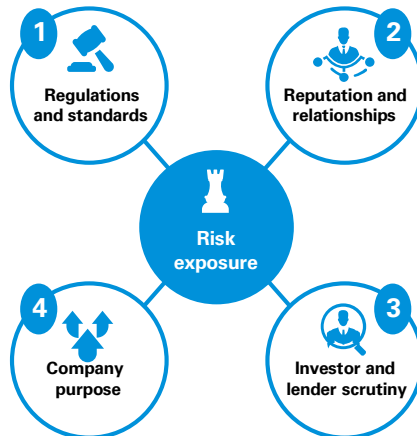 1
Regulations
and standards
2
Reputation and
relationships
Risk
exposure
4
Company
purpose
3
Investor and
lender scrutiny